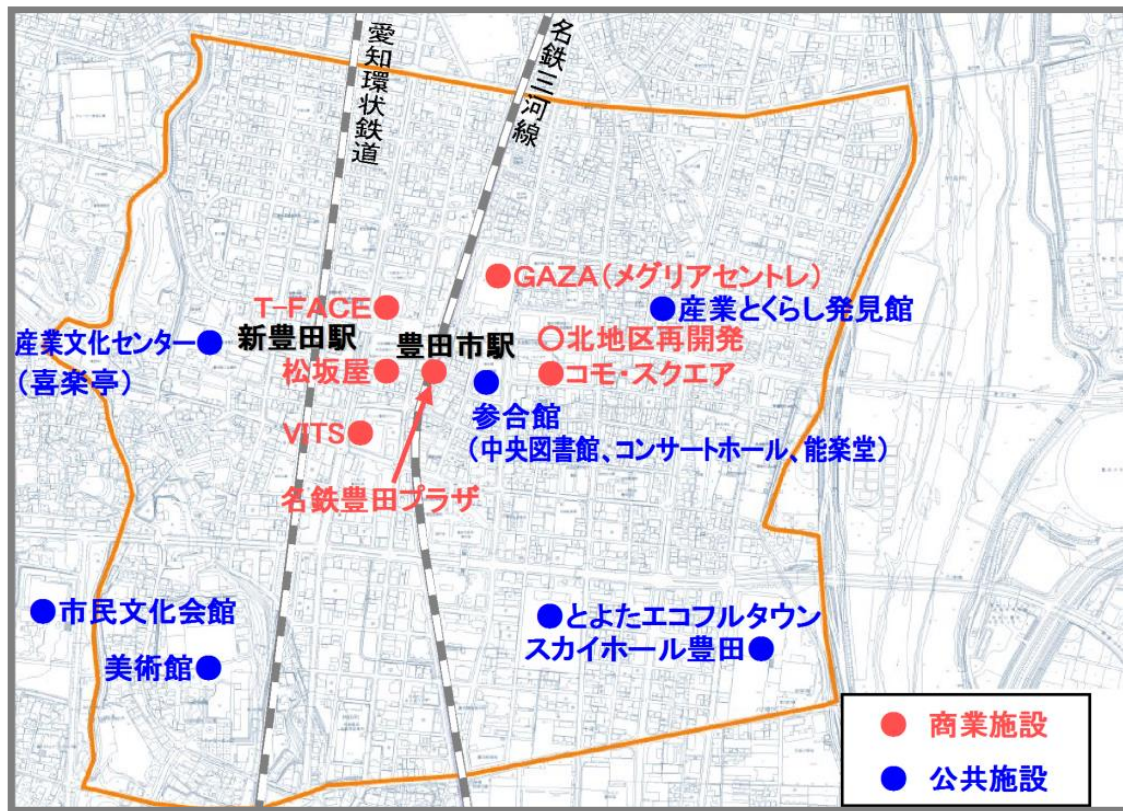 愛知環状鉄道
名鉄三河線
GAZA(メグリアセントレ)
T-FACE
産業とくらし発見館
産業文化センター
(喜楽亭)
新豊田駅
豊田市駅
北地区再開発
松坂屋
コモ・スクエア
参合館
(中央図書館、コンサートホール、能楽堂)
VITS
名鉄豊田プラザ
市民文化会館
とよたエコフルタウン
スカイホール豊田
美術館
商業施設
公共施設